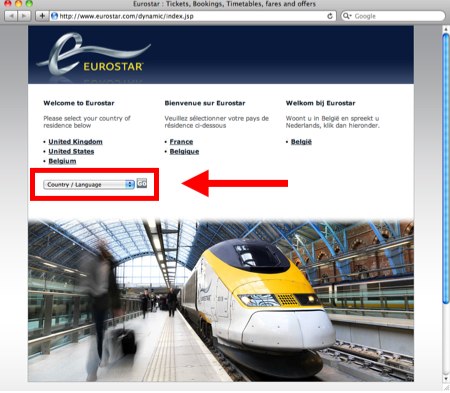 Eurostar : Tickets, Bookings, Timetables, fares and offers
http://www.eurostar.com/dynamic/index.jsp
Google
EUROSTAR
Welcome to Eurostar
Please select your country of
residence below
• United Kingdom
• United States
• Belgium
Bienvenue sur Eurostar
Veuillez sélectionner votre pays de
résidence ci-dessous
• France
• Belgique
Welkom bij Eurostar
Woont u in België en spreekt u
Nederlands, klik dan hieronder.
• België
Country / Language
GO